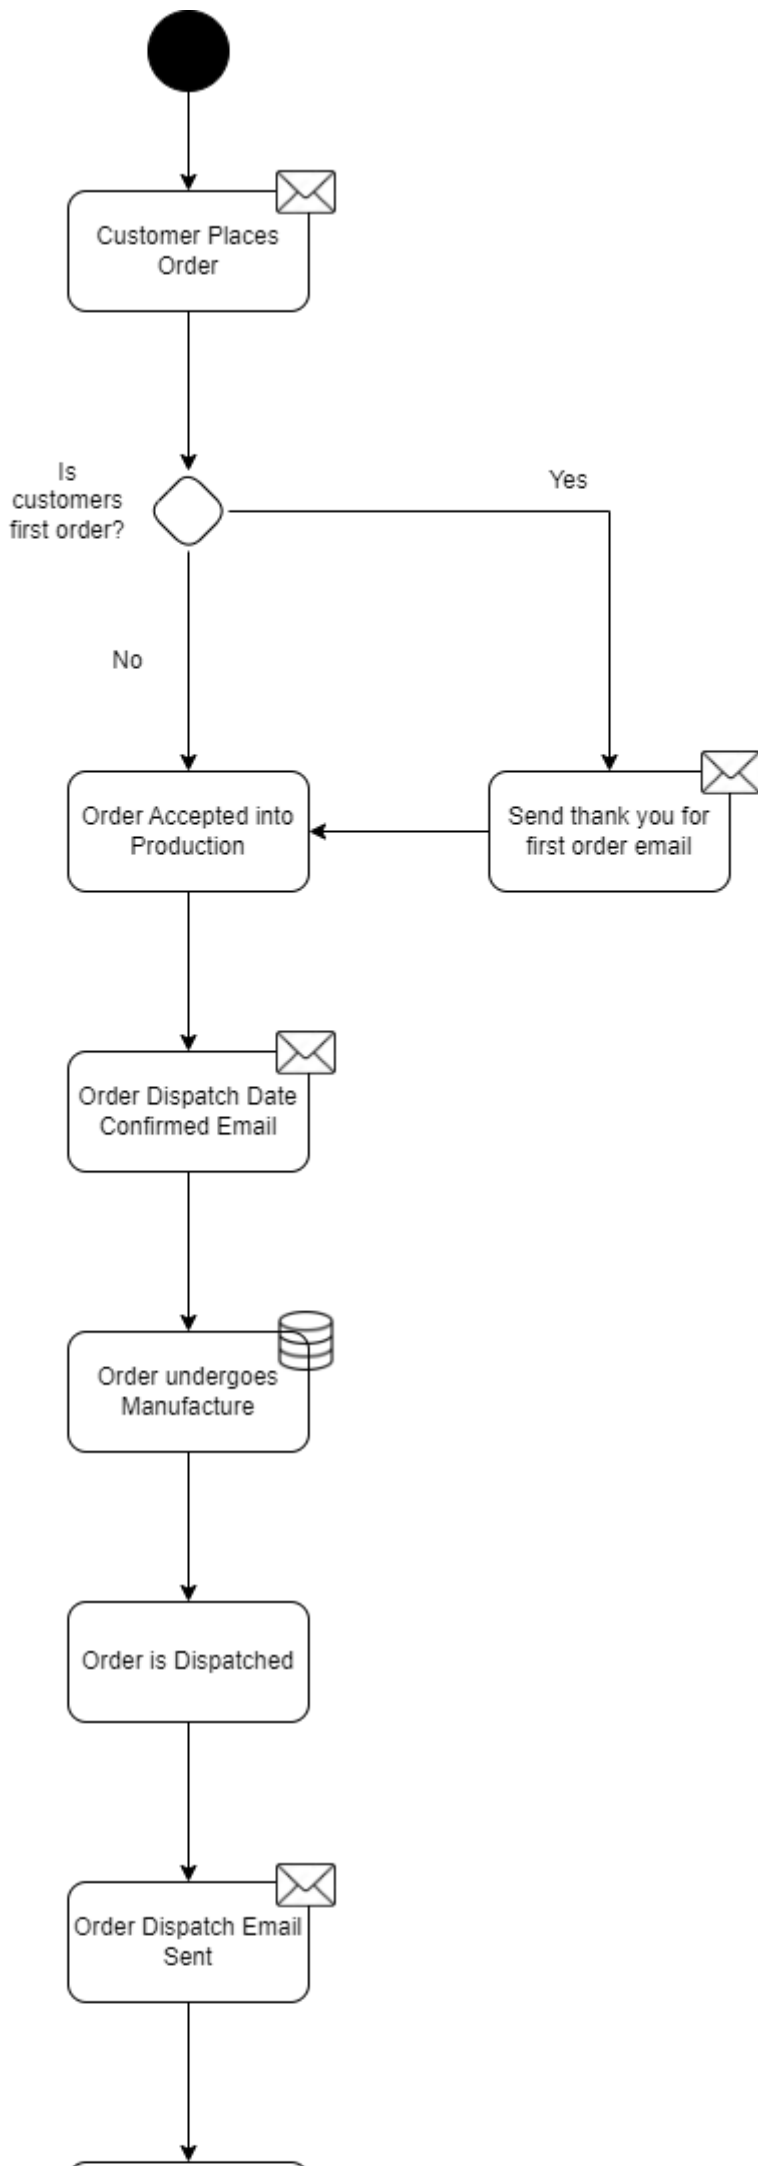 Customer Places
Order
Is
customers
first order?
Yes
No
Order Accepted into
Production
Send thank you for
first order email
Order Dispatch Date
Confirmed Email
Order undergoes
Manufacture
Order is Dispatched
Order Dispatch Email
Sent